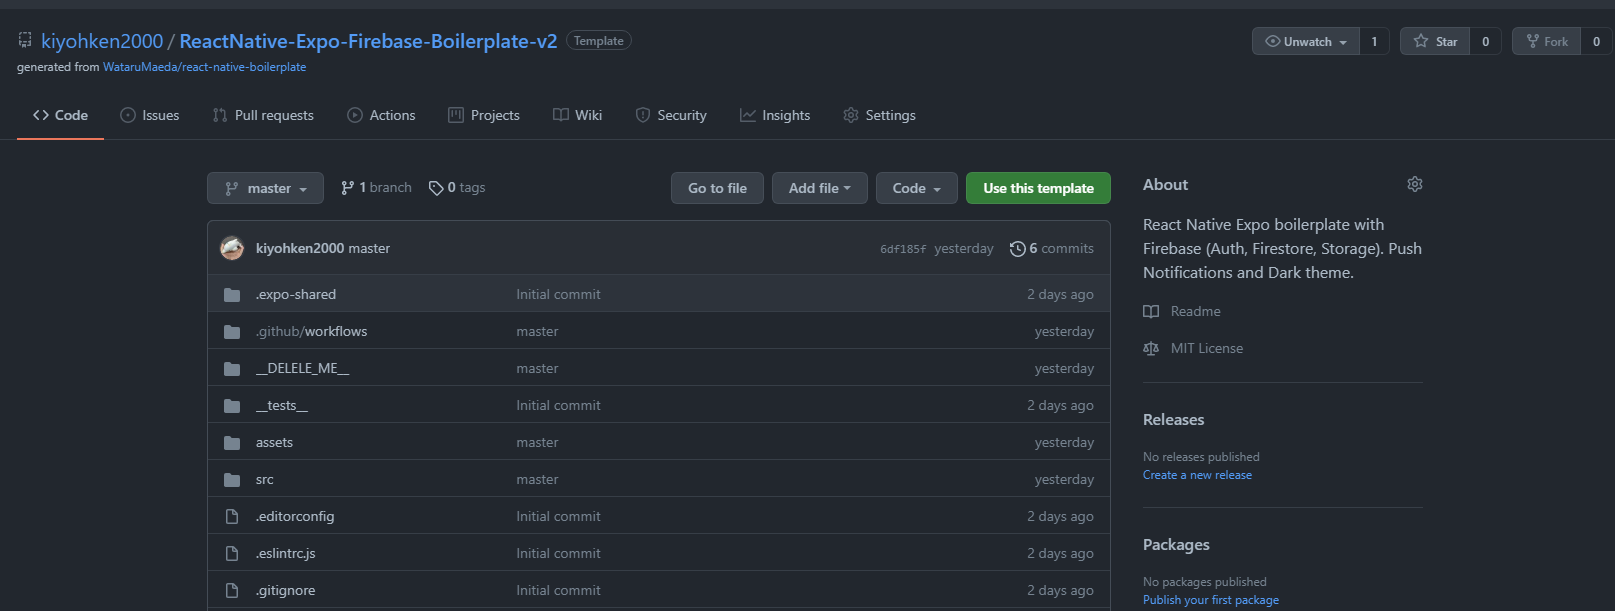 kiyohken2000 / ReactNative-Expo-Firebase-Boilerplate-v2 Template
Unwatch 1 Star 0 Fork 0
generated from WataruMaeda/react-native-boilerplate
Code Issues Pull requests Actions Projects Wiki Security Insights Settings
master 1 branch 0 tags Go to file Add file Code Use this template
kiyohken2000 master 6df185f yesterday 6 commits
.expo-shared Initial commit 2 days ago
.github/workflows master yesterday
__DELELE_ME__ master yesterday
__tests__ Initial commit 2 days ago
assets master yesterday
src master yesterday
.editorconfig Initial commit 2 days ago
.eslintrc.js Initial commit 2 days ago
.gitignore Initial commit 2 days ago
About
React Native Expo boilerplate with
Firebase (Auth, Firestore, Storage). Push
Notifications and Dark theme.
Readme
MIT License
Releases
No releases published
Create a new release
Packages
No packages published
Publish your first package